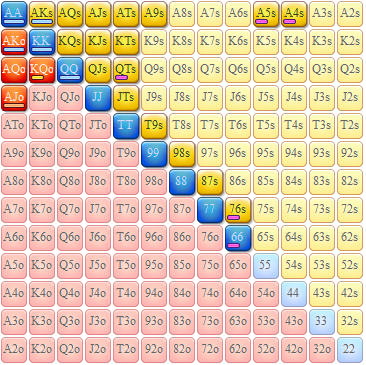 AA AKs AQs AJs ATs A9s A8s A7s A6s A5s A4s A3s A2s
AKo KK KQs KJs KTs K9s K8s K7s K6s K5s K4s K3s K2s
AQo KQo QQ QJs QTs Q9s Q8s Q7s Q6s Q5s Q4s Q3s Q2s
AJo KJo QJo JJ JTs J9s J8s J7s J6s J5s J4s J3s J2s
ATo KTo QTo JTo TT T9s T8s T7s T6s T5s T4s T3s T2s
A9o K9o Q9o J9o T9o 99 98s 97s 96s 95s 94s 93s 92s
A8o K8o Q8o J8o T8o 98o 88 87s 86s 85s 84s 83s 82s
A7o K7o Q7o J7o T7o 97o 87o 77 76s 75s 74s 73s 72s
A6o K6o Q6o J6o T6o 96o 86o 76o 66 65s 64s 63s 62s
A5o K5o Q5o J5o T5o 95o 85o 75o 65o 55 54s 53s 52s
A4o K4o Q4o J4o T4o 94o 84o 74o 64o 54o 44 43s 42s
A3o K3o Q3o J3o T3o 93o 83o 73o 63o 53o 43o 33 32s
A2o K2o Q2o J2o T2o 92o 82o 72o 62o 52o 42o 32o 22